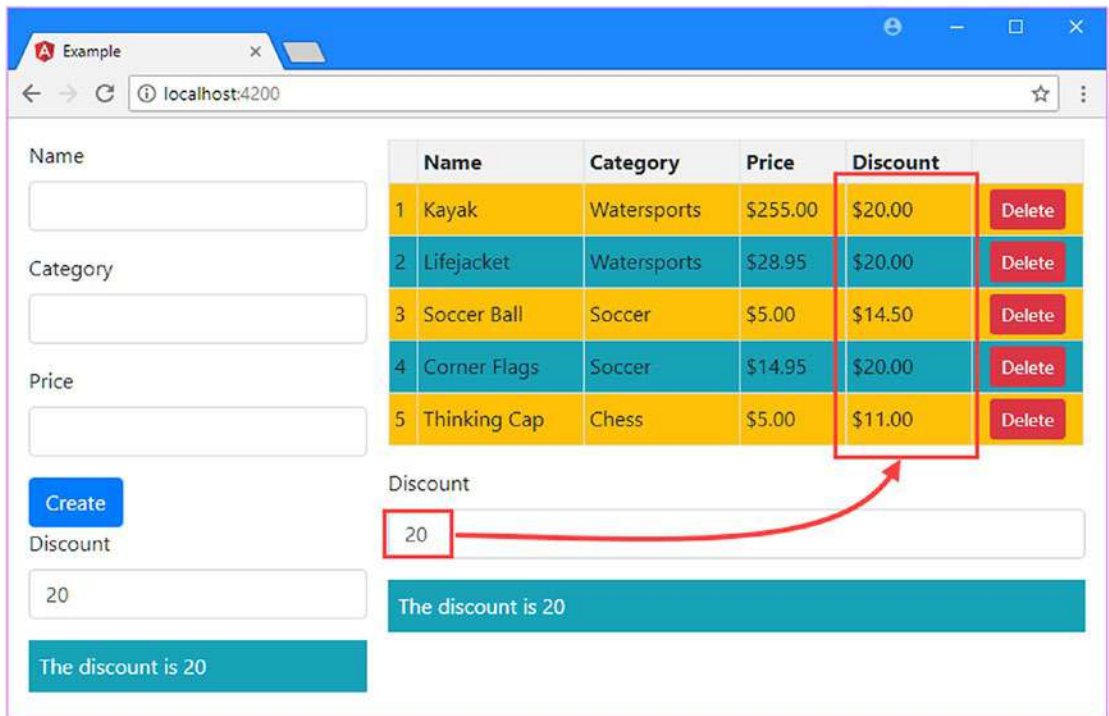 Example
localhost:4200
Name
Category
Price
Create
Discount
20
The discount is 20
Name Category Price Discount
1 Kayak Watersports $255.00 $20.00 Delete
2 Lifejacket Watersports $28.95 $20.00 Delete
3 Soccer Ball Soccer $5.00 $14.50 Delete
4 Corner Flags Soccer $14.95 $20.00 Delete
5 Thinking Cap Chess $5.00 $11.00 Delete
Discount
20
The discount is 20